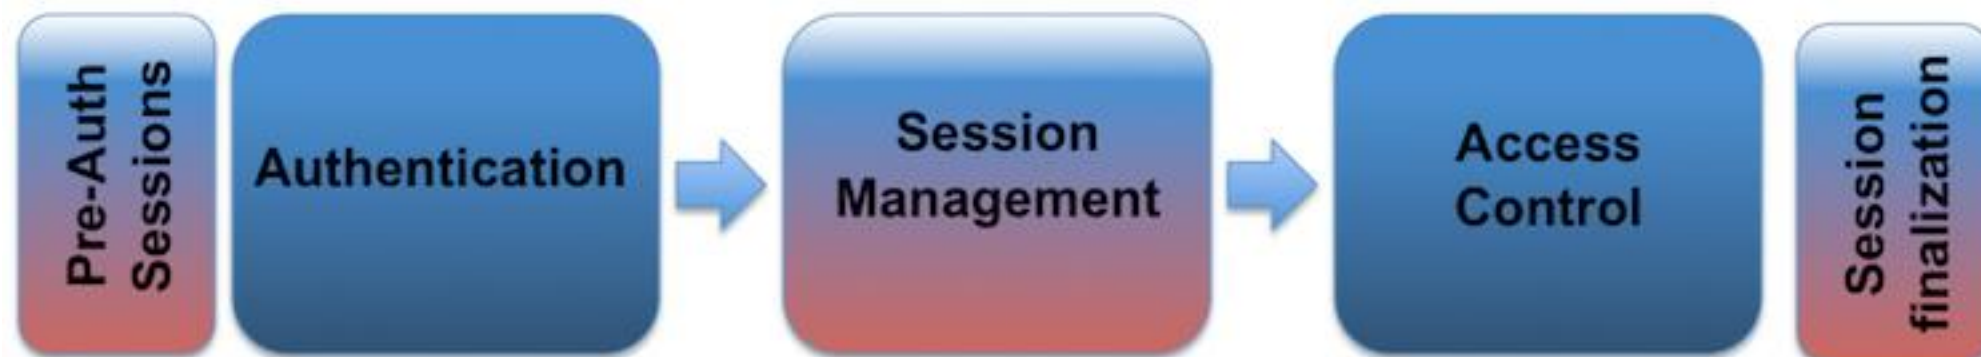 Pre-Auth
Sessions
Authentication
Session
Management
Access
Control
Session
finalization